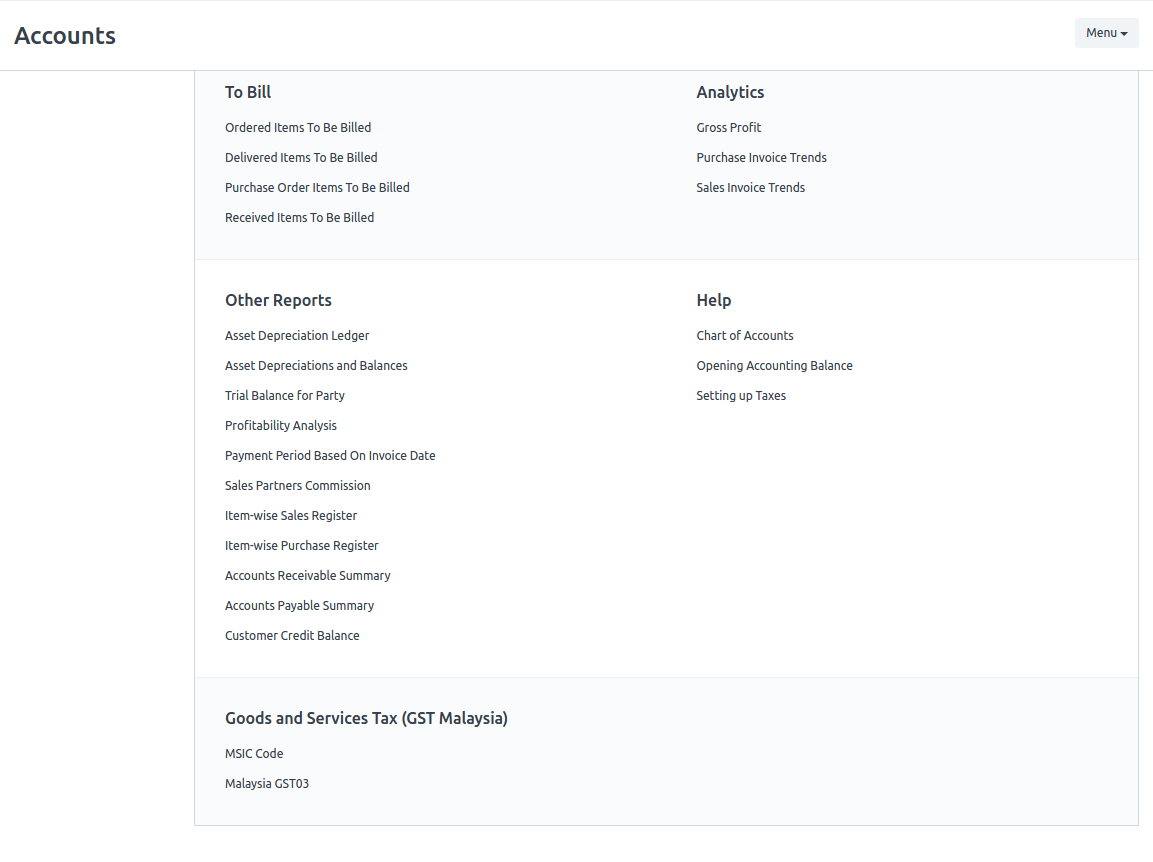 Accounts
Menu
To Bill
Ordered Items To Be Billed
Delivered Items To Be Billed
Purchase Order Items To Be Billed
Received Items To Be Billed
Analytics
Gross Profit
Purchase Invoice Trends
Sales Invoice Trends
Other Reports
Asset Depreciation Ledger
Asset Depreciations and Balances
Trial Balance for Party
Profitability Analysis
Payment Period Based On Invoice Date
Sales Partners Commission
Item-wise Sales Register
Item-wise Purchase Register
Accounts Receivable Summary
Accounts Payable Summary
Customer Credit Balance
Help
Chart of Accounts
Opening Accounting Balance
Setting up Taxes
Goods and Services Tax (GST Malaysia)
MSIC Code
Malaysia GST03